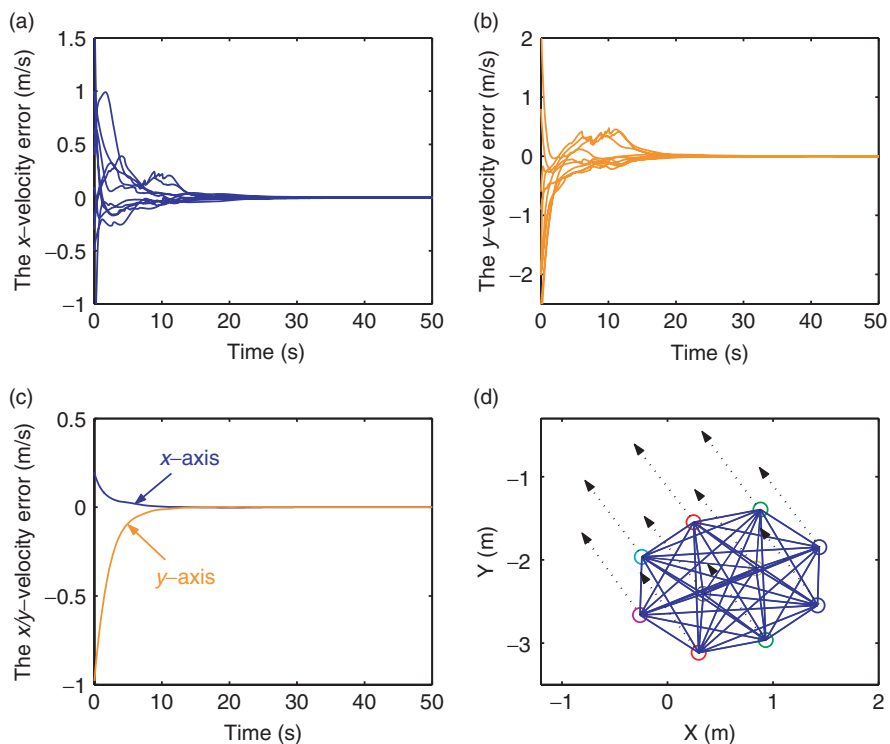 (a)
The x–velocity error (m/s)
1.5
1
0.5
0
−0.5
−1
0 10 20 30 40 50
Time (s)
(b)
The y–velocity error (m/s)
2
1
0
−1
−2
0 10 20 30 40 50
Time (s)
(c)
The x/y–velocity error (m/s)
0.5
0
−0.5
−1
x–axis
y–axis
0 10 20 30 40 50
Time (s)
(d)
Y (m)
−1
−2
−3
−1 0 1 2
X (m)